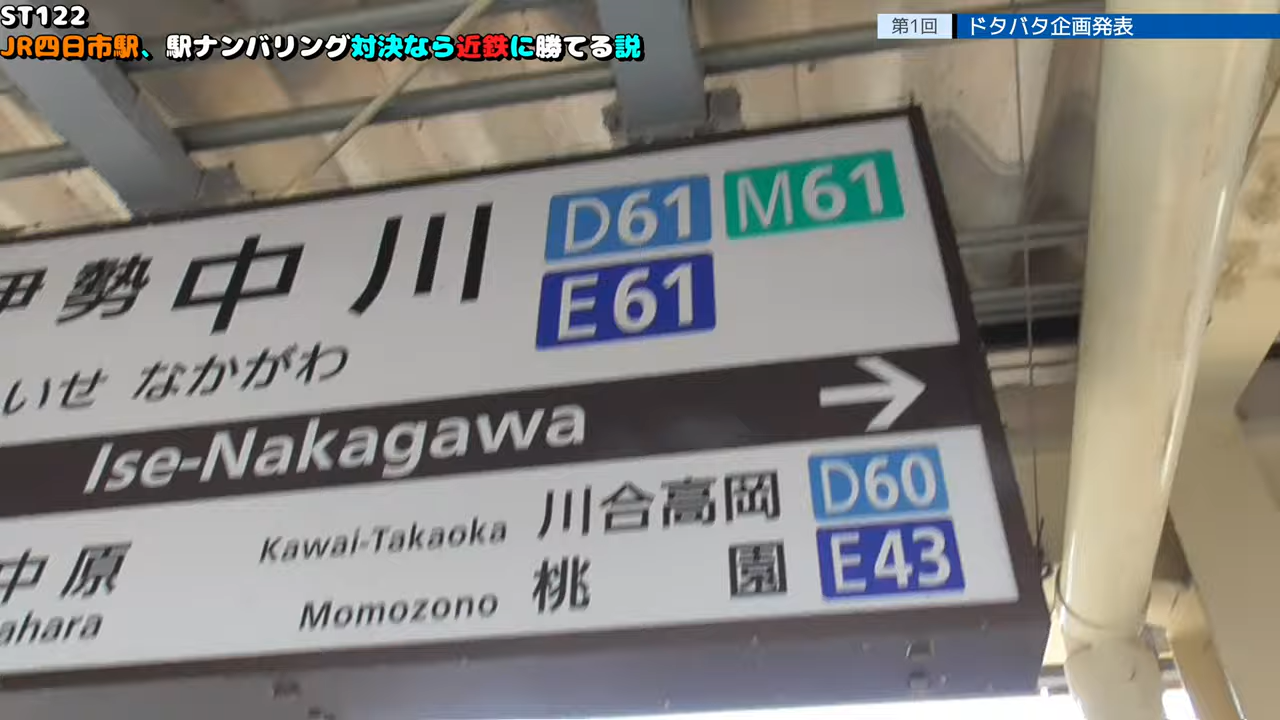 ST122
JR四日市駅、駅ナンバリング対決なら近鉄に勝てる説
第1回 ドタバタ企画発表
伊勢中川 D61 M61
E61
いせ なかがわ
Ise-Nakagawa →
中原 Kawai-Takaoka 川合高岡 D60
ahara Momozono 桃園 E43